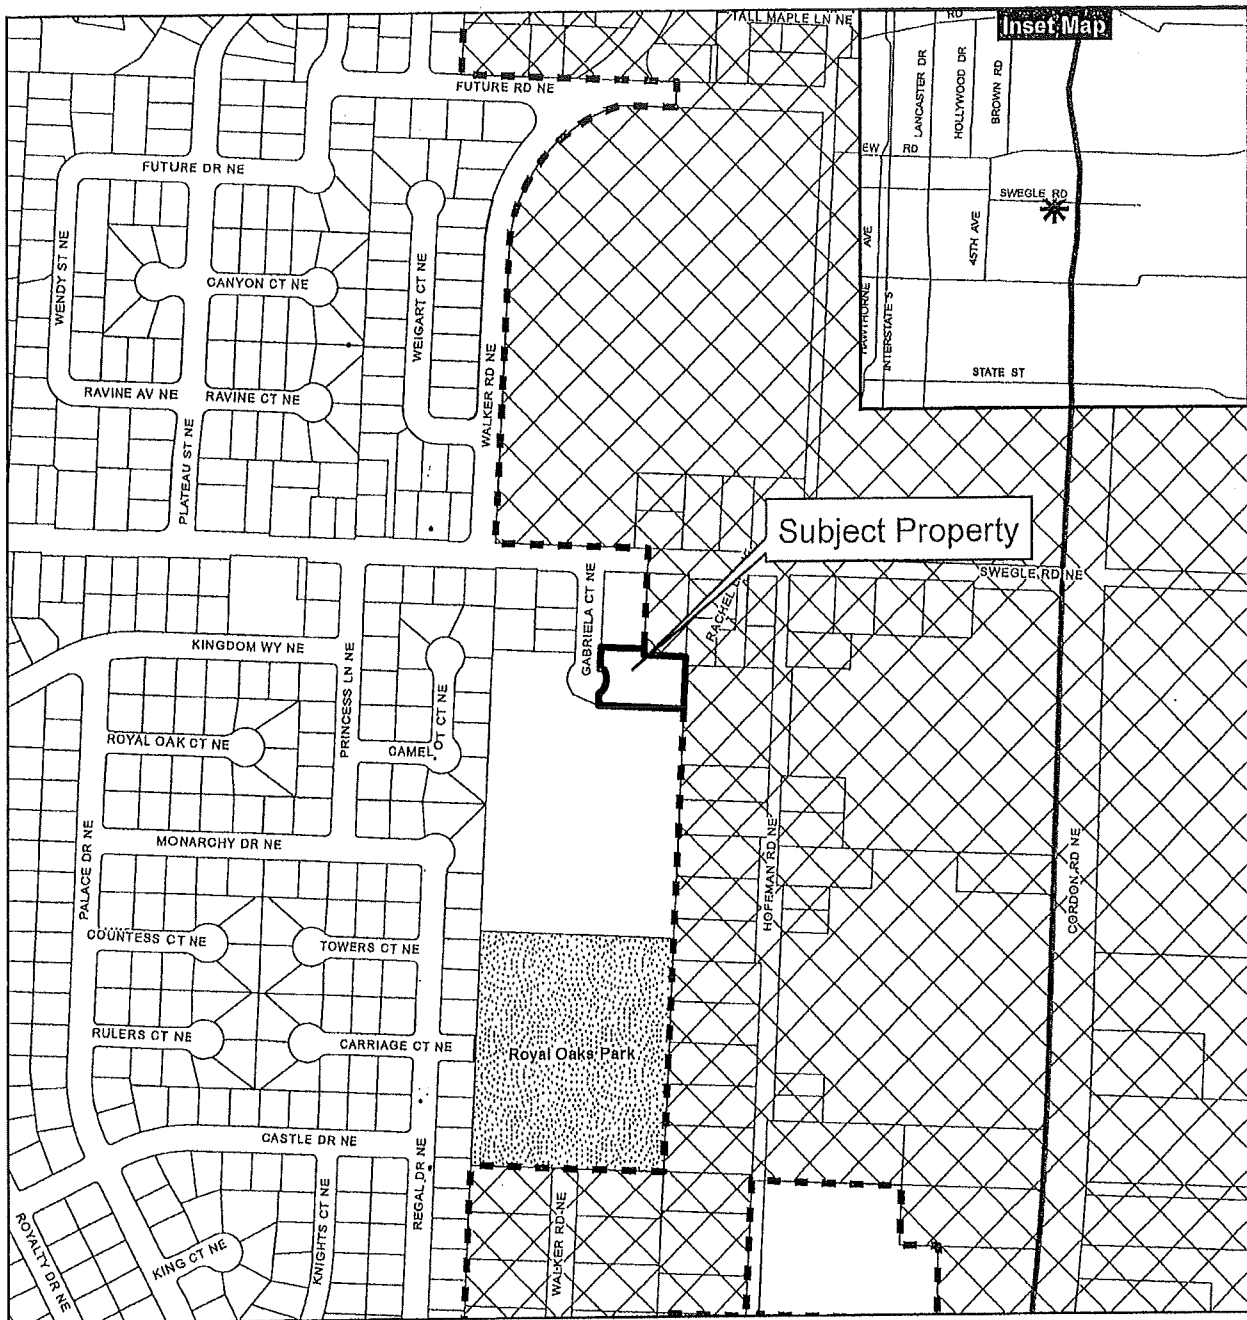 TALL MAPLE LN NE
RD
Inset Map
LANCASTER DR
HOLLYWOOD DR
BROWN RD
EW RD
SWEGLE RD
45TH AVE
HAWTHORNE AVE
INTERSTATE 5
STATE ST
FUTURE RD NE
FUTURE DR NE
WENDY ST NE
CANYON CT NE
WEIGART CT NE
WALKER RD NE
RAVINE AV NE
RAVINE CT NE
PLATEAU ST NE
Subject Property
SWEGLE RD NE
GABRIELA CT NE
RACHEL
KINGDOM WY NE
PRINCESS LN NE
ROYAL OAK CT NE
CAMELOT CT NE
MONARCHY DR NE
PALACE DR NE
HOFFMAN RD NE
CORDON RD NE
COUNTESS CT NE
TOWERS CT NE
RULERS CT NE
CARRIAGE CT NE
Royal Oaks Park
CASTLE DR NE
REGAL DR NE
KNIGHTS CT NE
WALKER RD NE
ROYALTY DR NE
KING CT NE